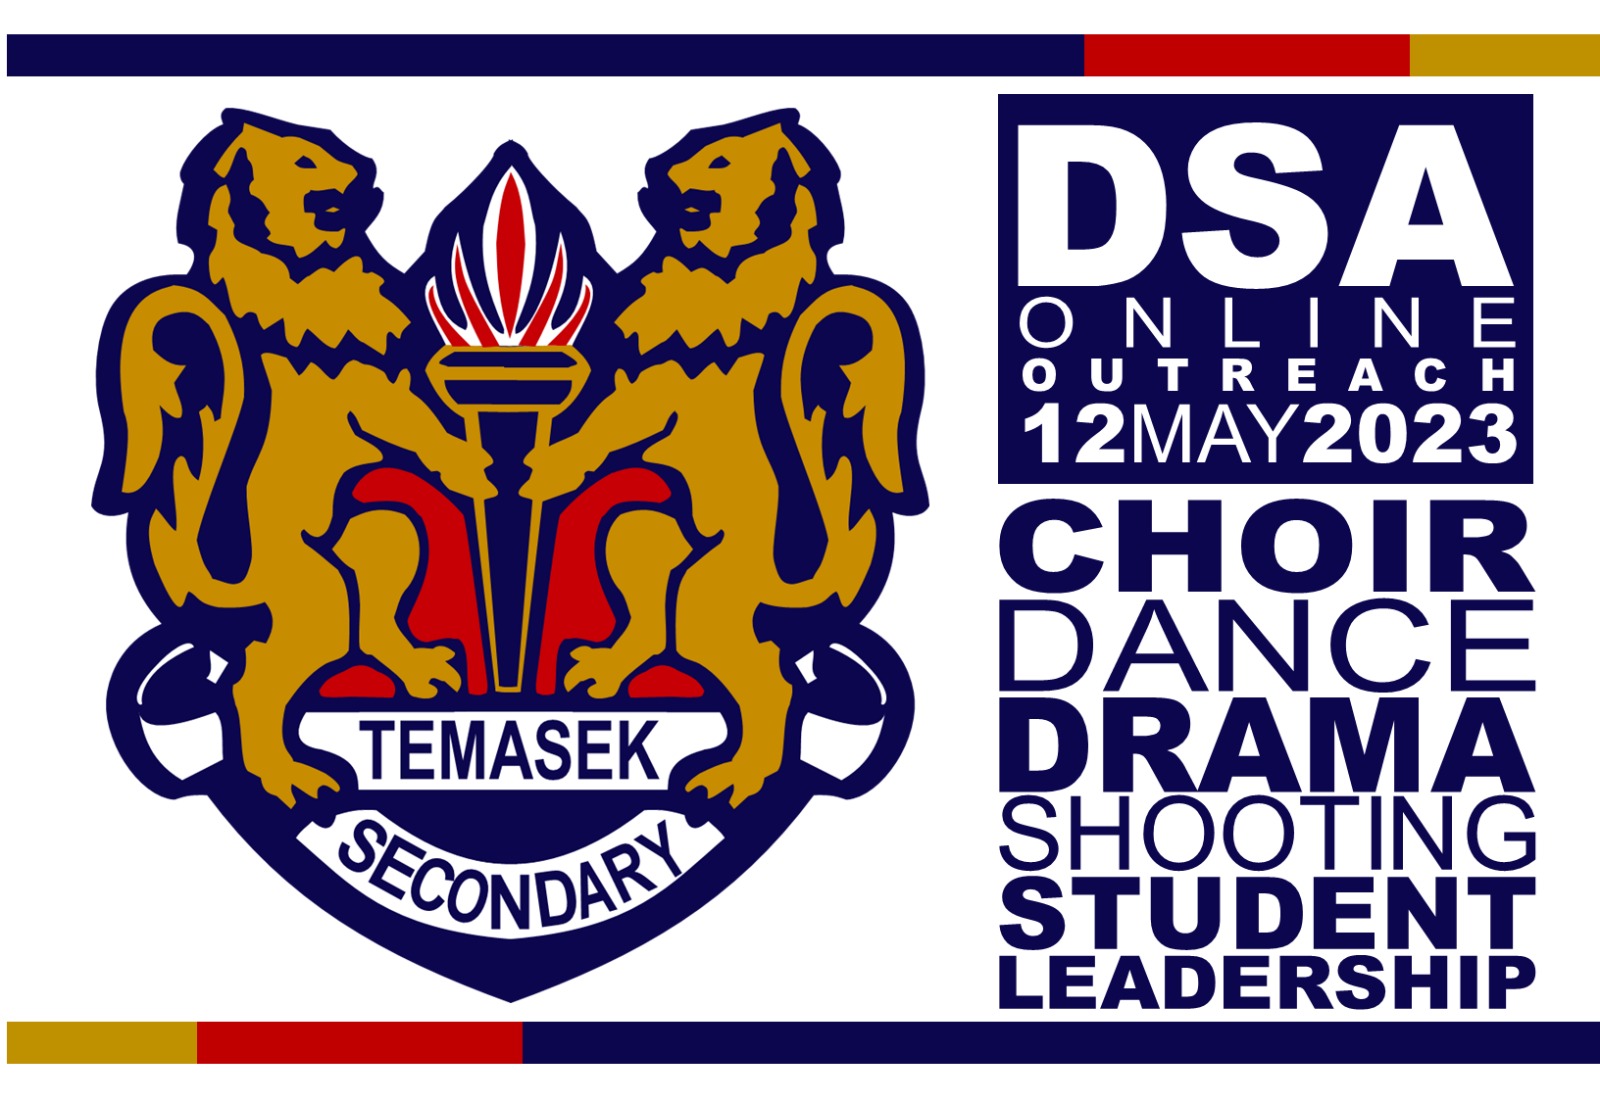 TEMASEK
SECONDARY
DSA
ONLINE
OUTREACH
12MAY2023
CHOIR
DANCE
DRAMA
SHOOTING
STUDENT
LEADERSHIP